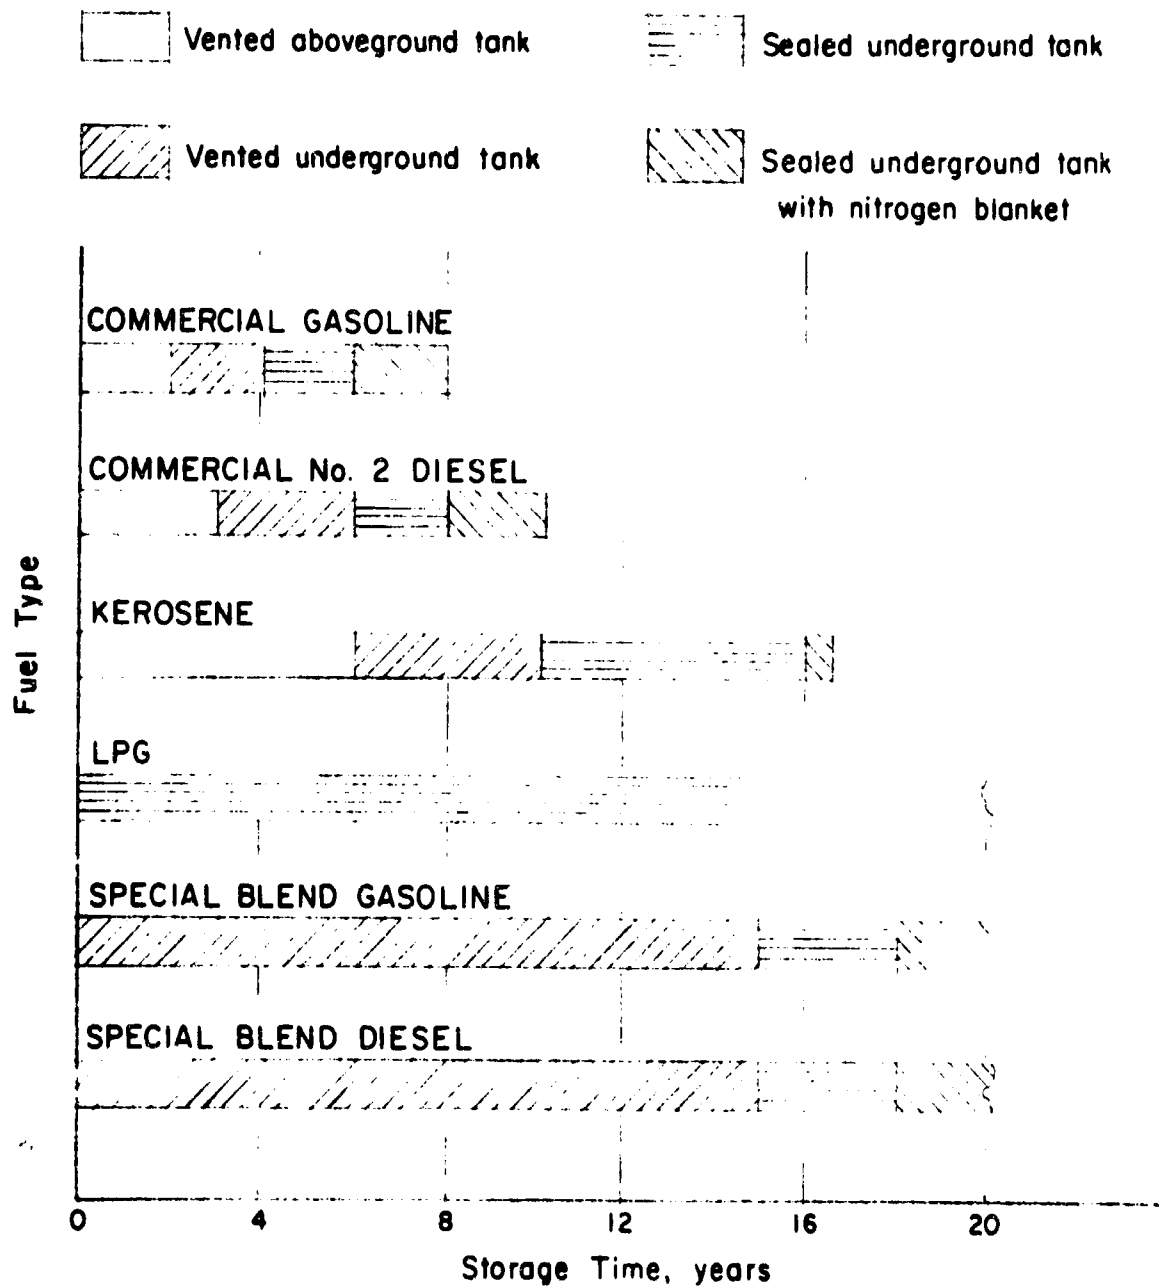 Vented aboveground tank
Sealed underground tank
Vented underground tank
Sealed underground tank
with nitrogen blanket
COMMERCIAL GASOLINE
COMMERCIAL No. 2 DIESEL
KEROSENE
LPG
SPECIAL BLEND GASOLINE
SPECIAL BLEND DIESEL
Fuel Type
0 4 8 12 16 20
Storage Time, years